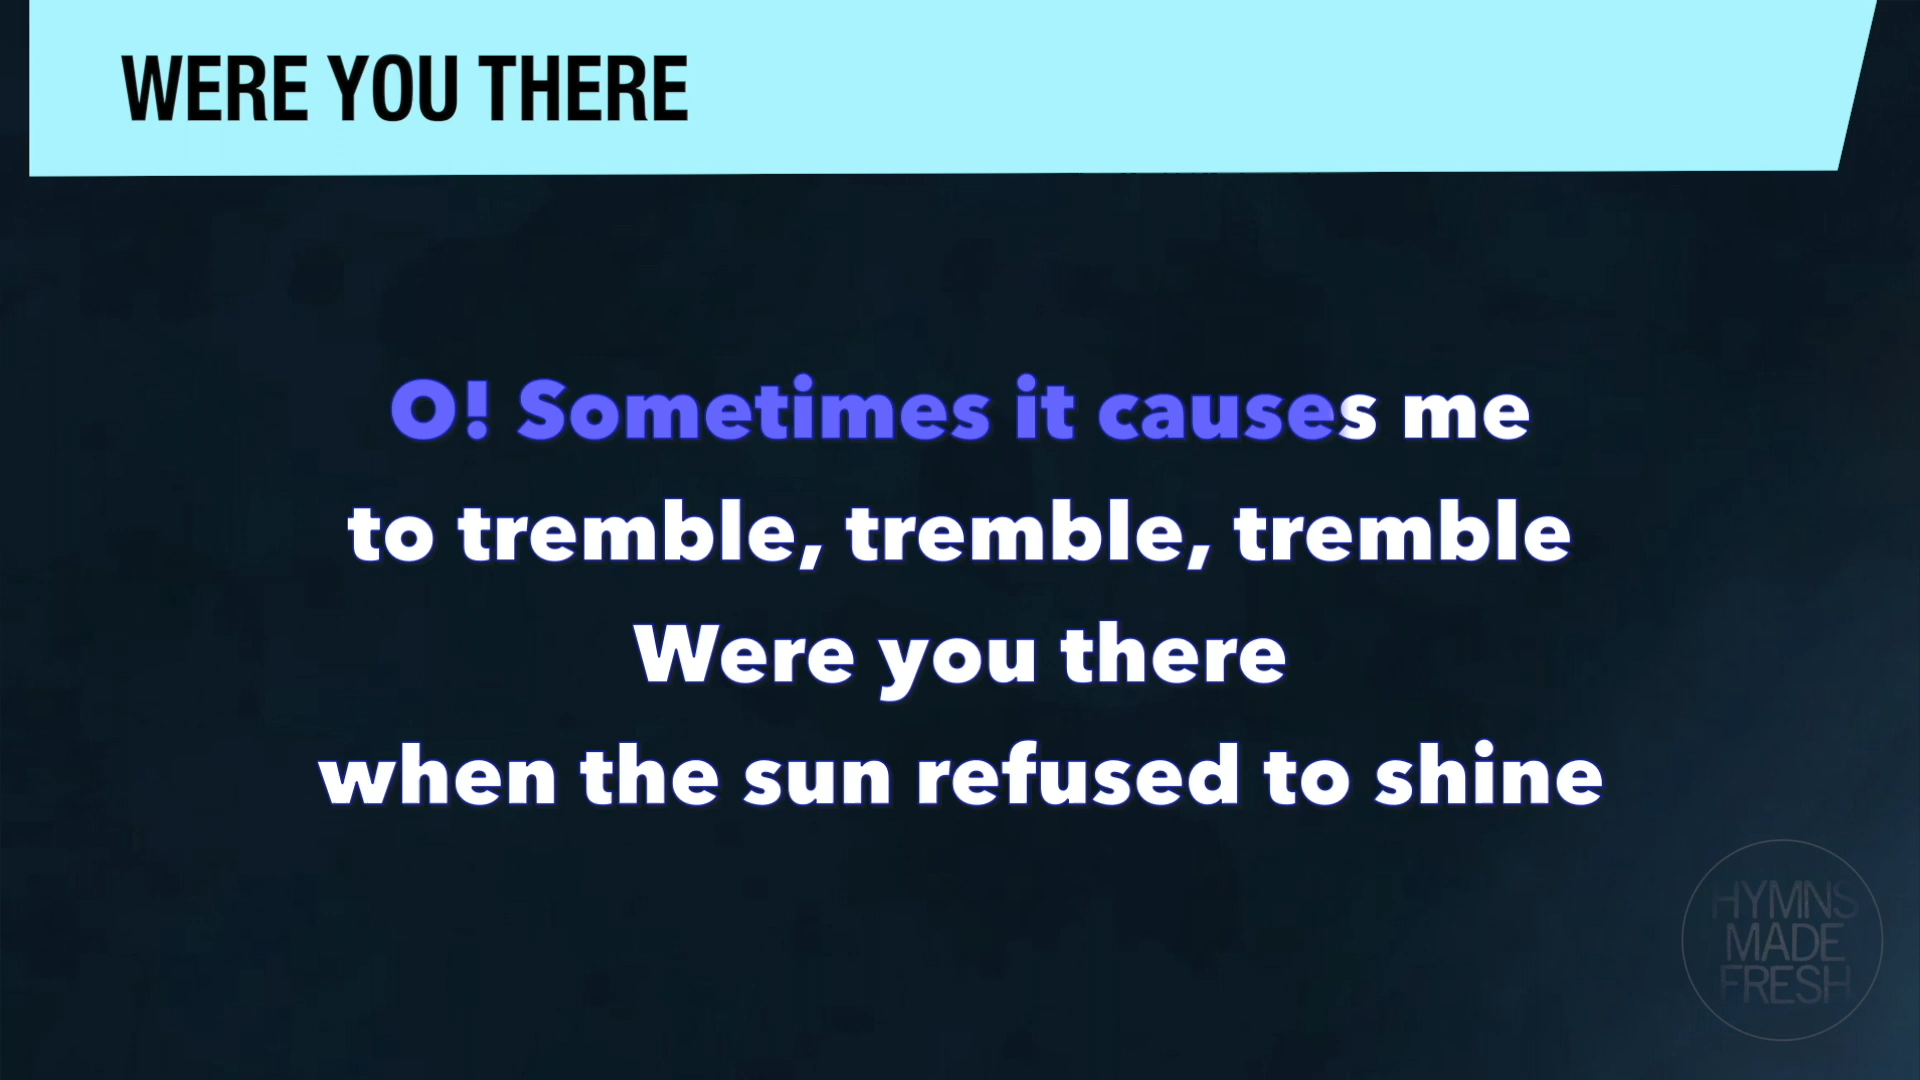 WERE YOU THERE
O! Sometimes it causes me
to tremble, tremble, tremble
Were you there
when the sun refused to shine
HYMNS
MADE
FRESH